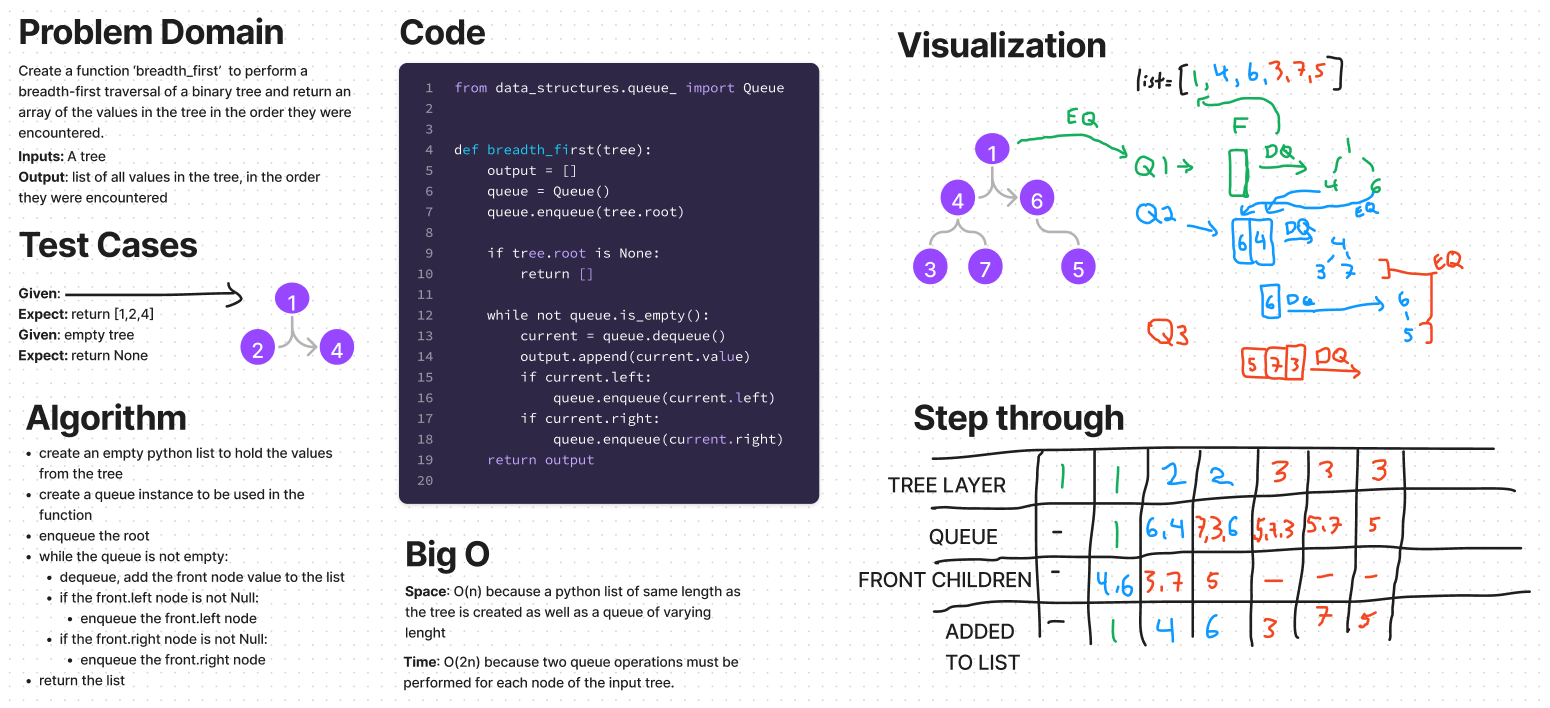 Problem Domain
Create a function ‘breadth_first’ to perform a
breadth-first traversal of a binary tree and return an
array of the values in the tree in the order they were
encountered.
Inputs: A tree
Output: list of all values in the tree, in the order
they were encountered
Test Cases
Given:
Expect: return [1,2,4]
Given: empty tree
Expect: return None
1
2
4
Algorithm
• create an empty python list to hold the values
from the tree
• create a queue instance to be used in the
function
• enqueue the root
• while the queue is not empty:
• dequeue, add the front node value to the list
• if the front.left node is not Null:
• enqueue the front.left node
• if the front.right node is not Null:
• enqueue the front.right node
• return the list
Code
1 from data_structures.queue_ import Queue
2
3
4 def breadth_first(tree):
5 output = []
6 queue = Queue()
7 queue.enqueue(tree.root)
8
9 if tree.root is None:
10 return []
11
12 while not queue.is_empty():
13 current = queue.dequeue()
14 output.append(current.value)
15 if current.left:
16 queue.enqueue(current.left)
17 if current.right:
18 queue.enqueue(current.right)
19 return output
20
Big O
Space: O(n) because a python list of same length as
the tree is created as well as a queue of varying
lenght
Time: O(2n) because two queue operations must be
performed for each node of the input tree.
Visualization
list=[1,4,6,3,7,5]
1
4 6
3 7 5
EQ
F
Q1 DQ 1
4 6
EQ
Q2 6 4 DQ 4
3 7
EQ
6 DQ 6
5
Q3
5 7 3 DQ
Step through
TREE LAYER 1 1 2 2 3 3 3
QUEUE - 1 6,4 7,3,6 5,7,3 5,7 5
FRONT CHILDREN - 4,6 3,7 5 - - -
ADDED - 1 4 6 3 7 5
TO LIST